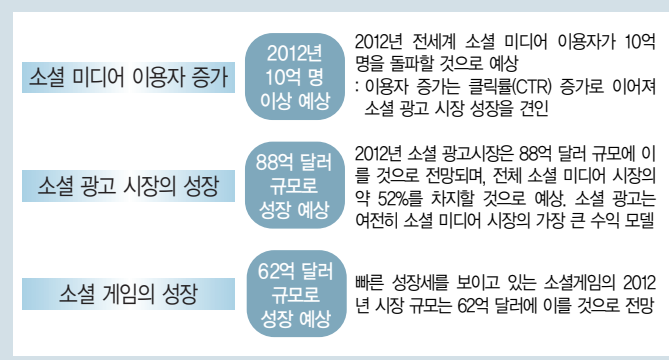 소셜 미디어 이용자 증가
2012년
10억 명
이상 예상
2012년 전세계 소셜 미디어 이용자가 10억
명을 돌파할 것으로 예상
: 이용자 증가는 클릭률(CTR) 증가로 이어져
소셜 광고 시장 성장을 견인
소셜 광고 시장의 성장
88억 달러
규모로
성장 예상
2012년 소셜 광고시장은 88억 달러 규모에 이
를 것으로 전망되며, 전체 소셜 미디어 시장의
약 52%를 차지할 것으로 예상. 소셜 광고는
여전히 소셜 미디어 시장의 가장 큰 수익 모델
소셜 게임의 성장
62억 달러
규모로
성장 예상
빠른 성장세를 보이고 있는 소셜게임의 2012
년 시장 규모는 62억 달러에 이를 것으로 전망